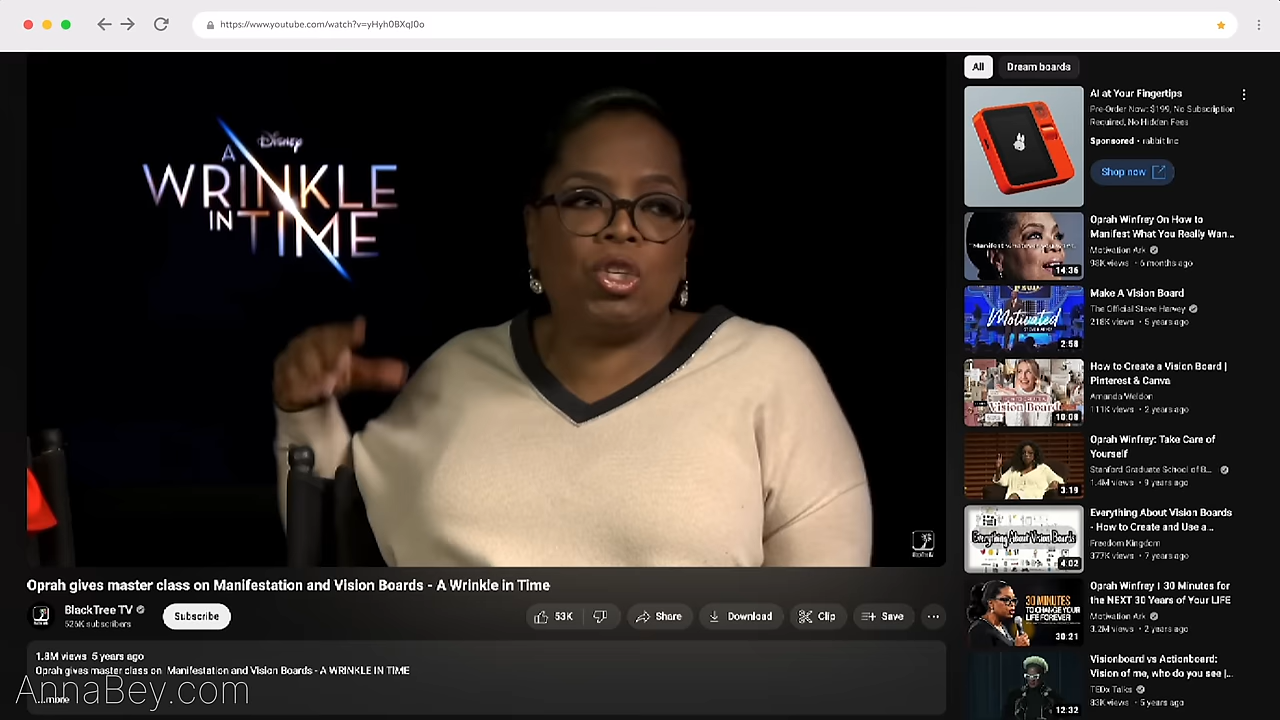 https://www.youtube.com/watch?v=yHyh0BXqJ0o
Disney
A
WRINKLE
IN TIME
Oprah gives master class on Manifestation and Vision Boards - A Wrinkle in Time
BlackTree TV
526K subscribers
Subscribe
53K
Share
Download
Clip
Save
1.8M views 5 years ago
Oprah gives master class on Manifestation and Vision Boards - A WRINKLE IN TIME
...more
AnnaBey.com
All
Dream boards
AI at Your Fingertips
Pre-Order Now: $199, No Subscription
Required, No Hidden Fees
Sponsored • rabbit inc
Shop now
14:36
Oprah Winfrey On How to
Manifest What You Really Wan...
Motivation Ark
98K views • 6 months ago
Motivated
2:58
Make A Vision Board
The Official Steve Harvey
218K views • 5 years ago
Vision Board
10:08
How to Create a Vision Board |
Pinterest & Canva
Amanda Weldon
111K views • 2 years ago
3:19
Oprah Winfrey: Take Care of
Yourself
Stanford Graduate School of B...
1.4M views • 9 years ago
Everything About Vision Boards
4:02
Everything About Vision Boards
- How to Create and Use a...
Freedom Kingdom
377K views • 7 years ago
30 MINUTES
TO CHANGE YOUR
LIFE FOREVER
30:21
Oprah Winfrey | 30 Minutes for
the NEXT 30 Years of Your LIFE
Motivation Ark
3.2M views • 2 years ago
12:32
Visionboard vs Actionboard:
Vision of me, who do you see |...
TEDx Talks
83K views • 5 years ago